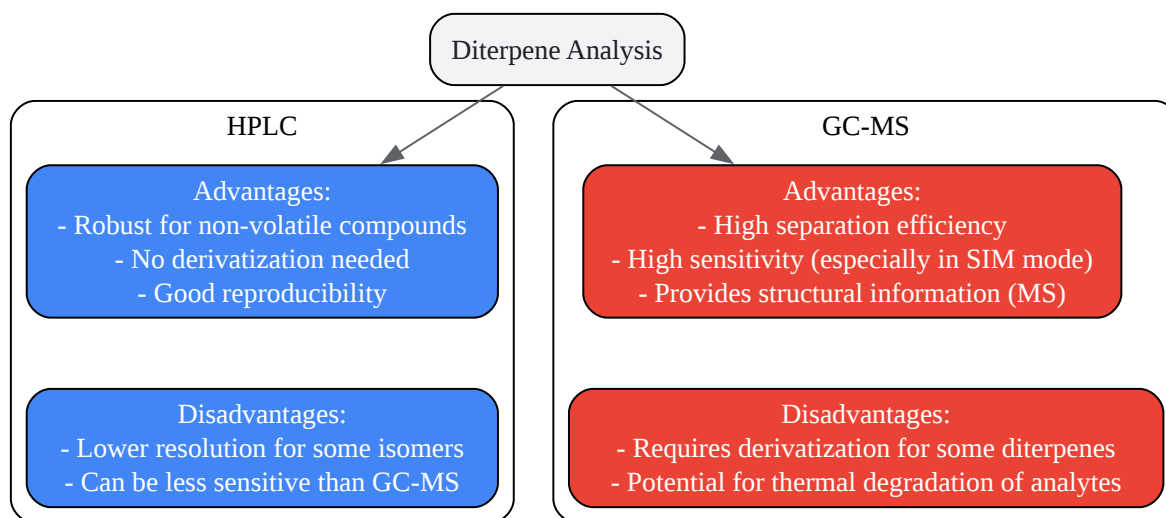 Diterpene Analysis
HPLC
Advantages:
- Robust for non-volatile compounds
- No derivatization needed
- Good reproducibility
Disadvantages:
- Lower resolution for some isomers
- Can be less sensitive than GC-MS
GC-MS
Advantages:
- High separation efficiency
- High sensitivity (especially in SIM mode)
- Provides structural information (MS)
Disadvantages:
- Requires derivatization for some diterpenes
- Potential for thermal degradation of analytes